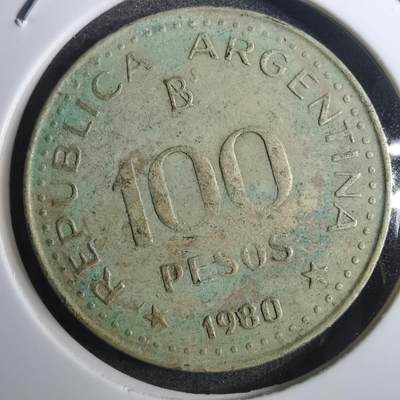 REPUBLICA ARGENTINA
B
100
PESOS
1980